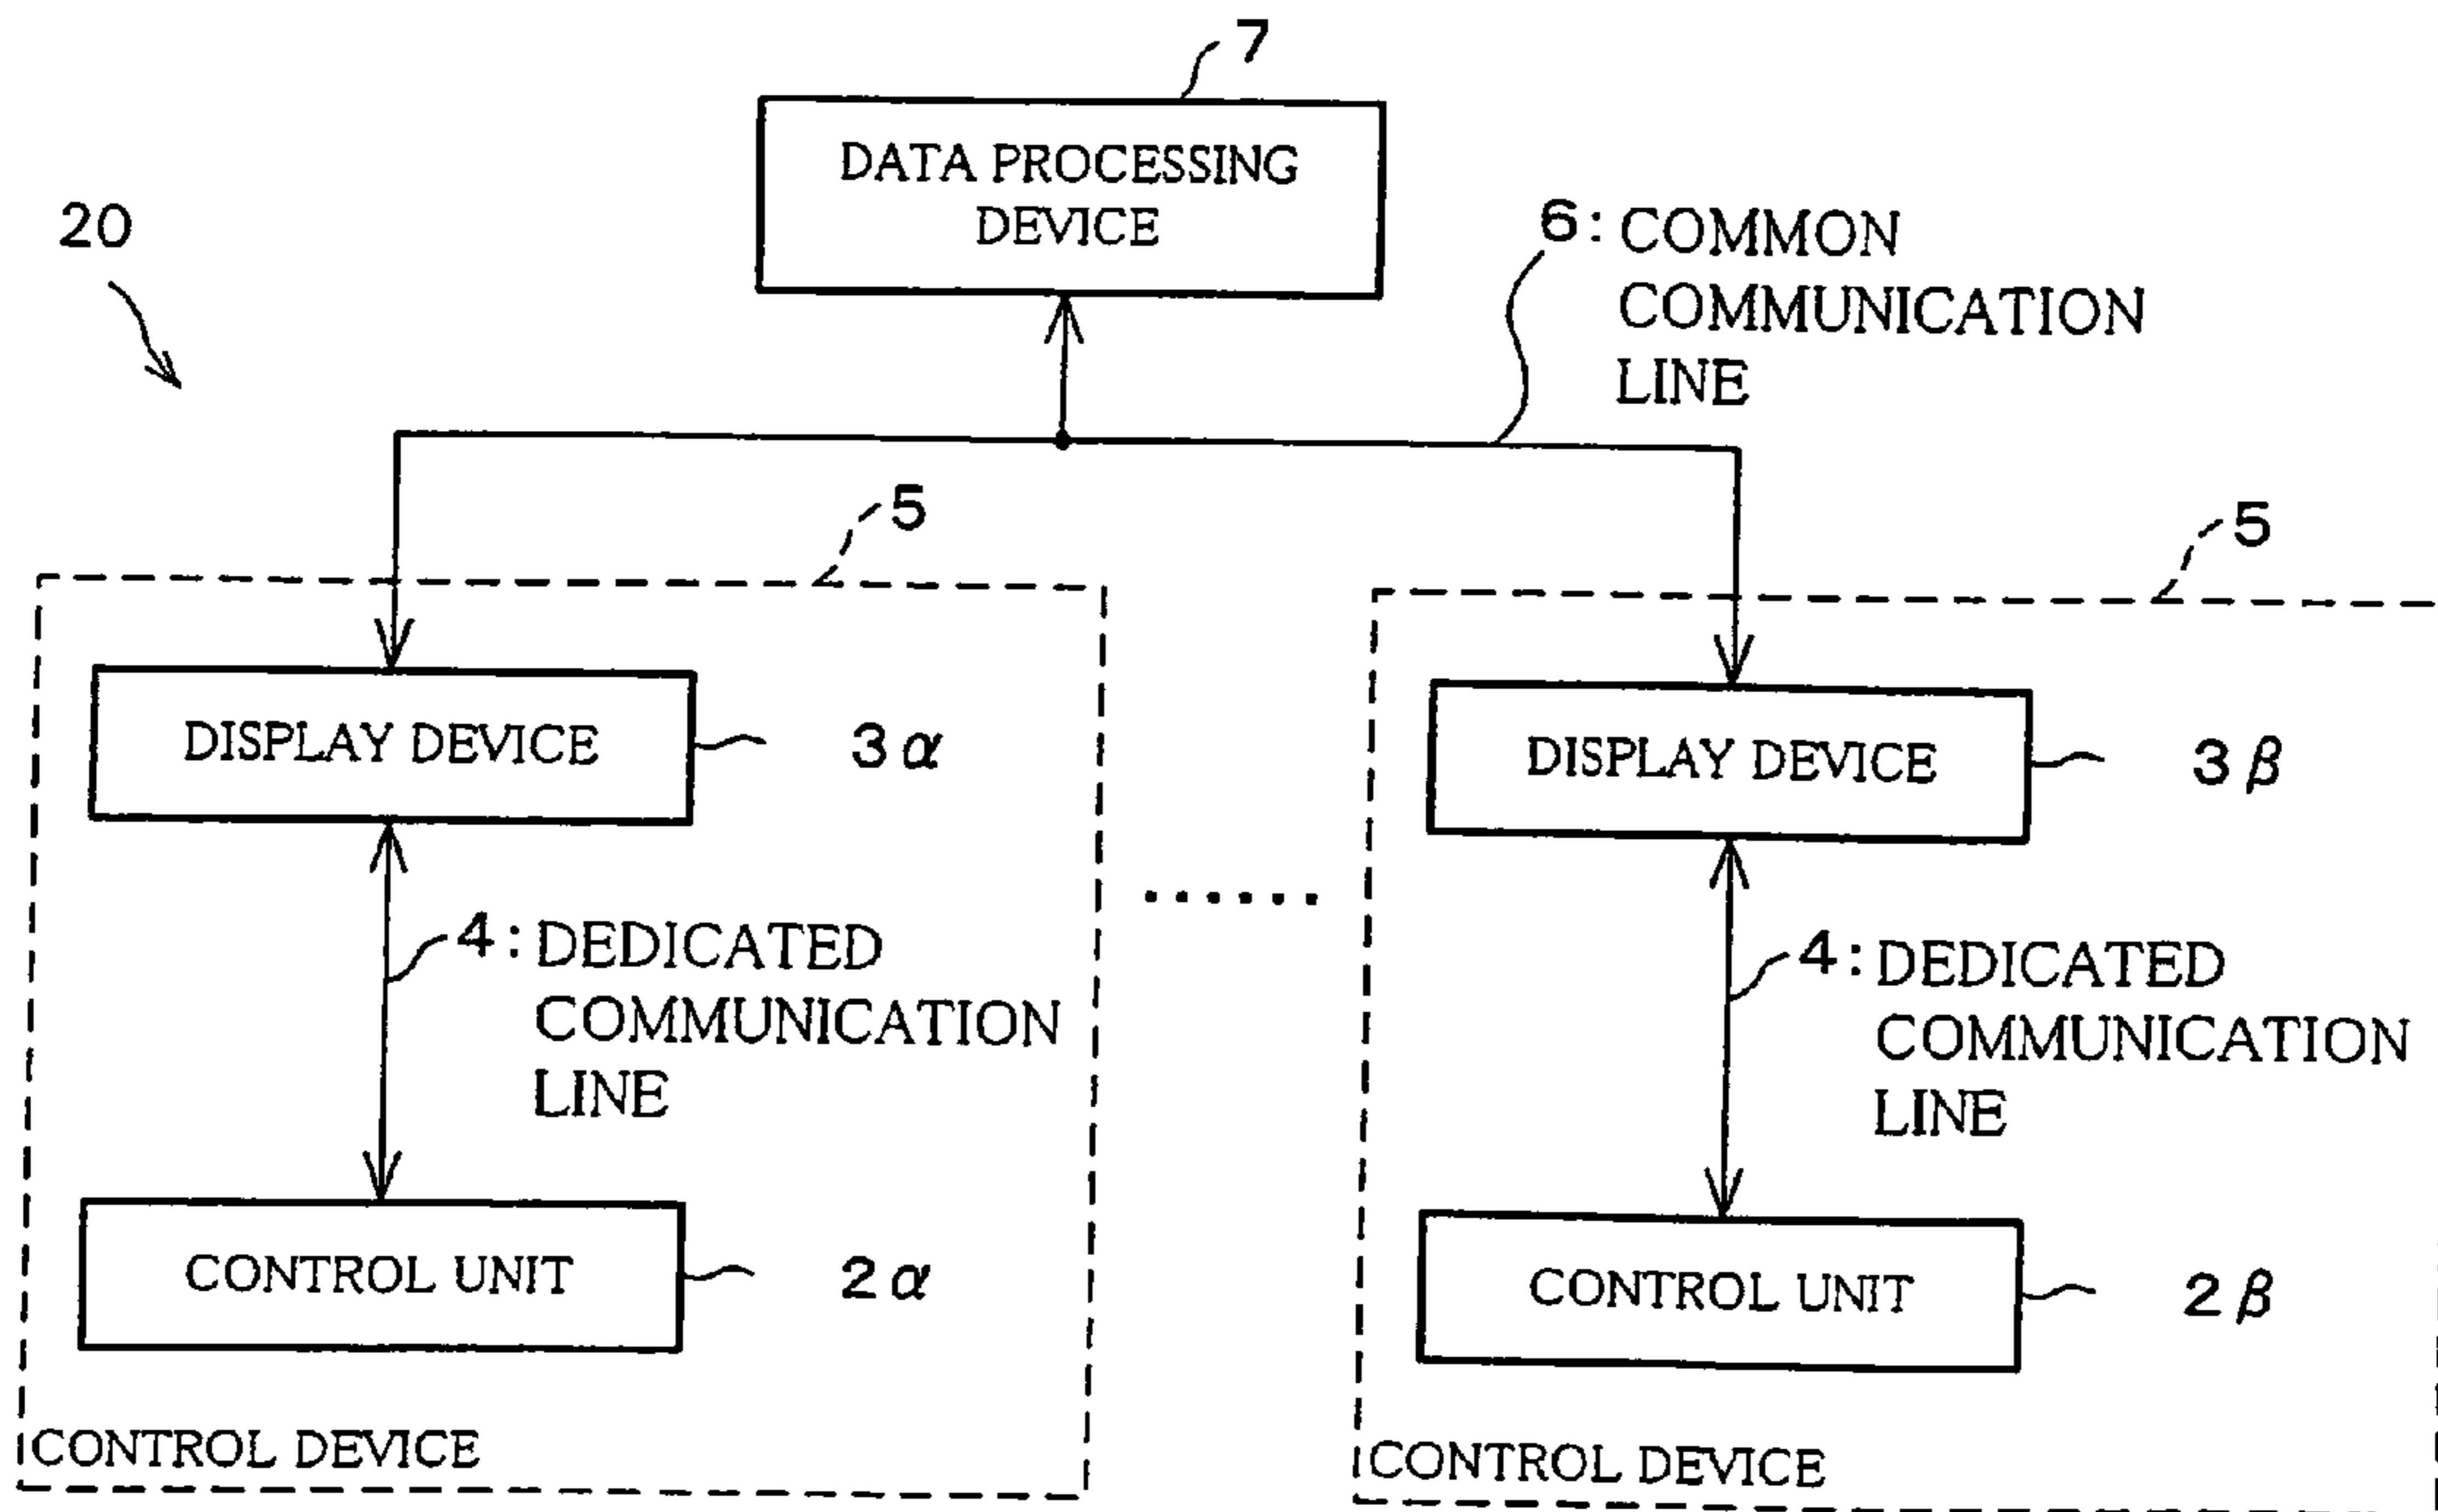 7
DATA PROCESSING
DEVICE
20
6: COMMON
COMMUNICATION
LINE
5
5
DISPLAY DEVICE
3α
DISPLAY DEVICE
3β
4: DEDICATED
COMMUNICATION
LINE
4: DEDICATED
COMMUNICATION
LINE
CONTROL UNIT
2α
CONTROL UNIT
2β
CONTROL DEVICE
CONTROL DEVICE